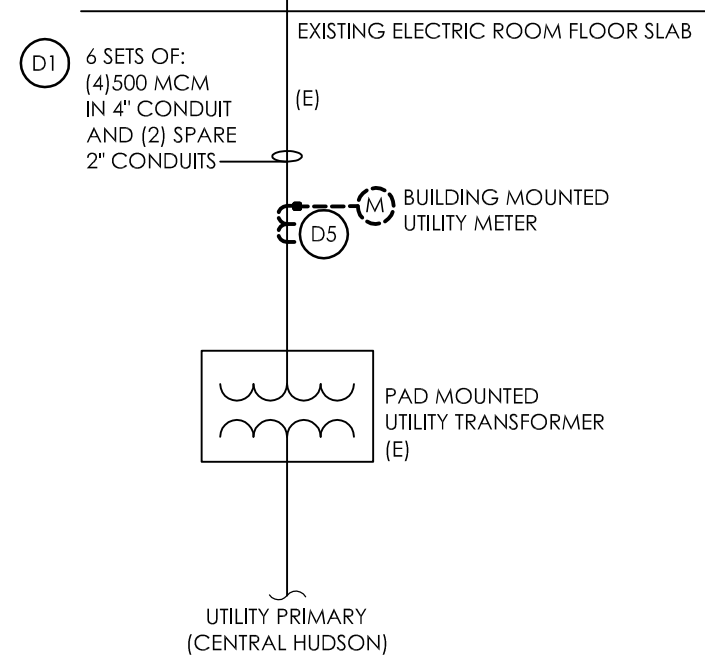 EXISTING ELECTRIC ROOM FLOOR SLAB
D1
6 SETS OF:
(4)500 MCM
IN 4" CONDUIT
AND (2) SPARE
2" CONDUITS
(E)
M
BUILDING MOUNTED
UTILITY METER
D5
PAD MOUNTED
UTILITY TRANSFORMER
(E)
UTILITY PRIMARY
(CENTRAL HUDSON)